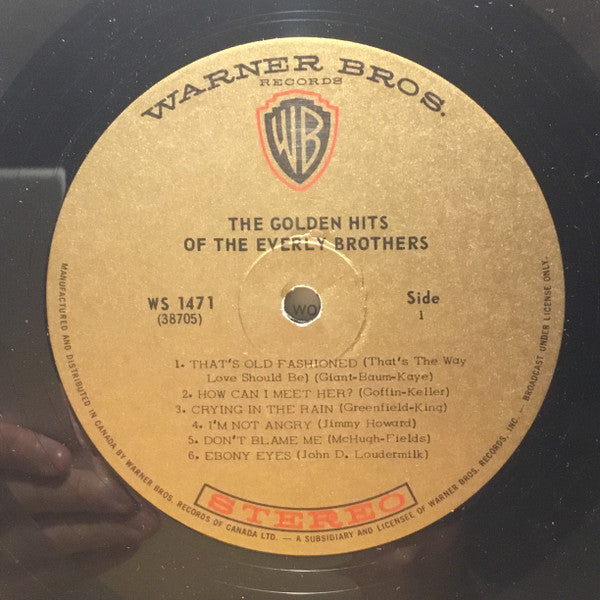 WARNER BROS.
RECORDS
WB
THE GOLDEN HITS
OF THE EVERLY BROTHERS
WS 1471
(38705)
Side
1
WO
1. THAT'S OLD FASHIONED (That's The Way
Love Should Be) (Giant-Baum-Kaye)
2. HOW CAN I MEET HER? (Goffin-Keller)
3. CRYING IN THE RAIN (Greenfield-King)
4. I'M NOT ANGRY (Jimmy Howard)
5. DON'T BLAME ME (McHugh-Fields)
6. EBONY EYES (John D. Loudermilk)
STEREO
MANUFACTURED AND DISTRIBUTED IN CANADA BY WARNER BROS. RECORDS OF CANADA LTD. — A SUBSIDIARY AND LICENSEE OF WARNER BROS. RECORDS, INC. — BROADCAST UNDER LICENSE ONLY.